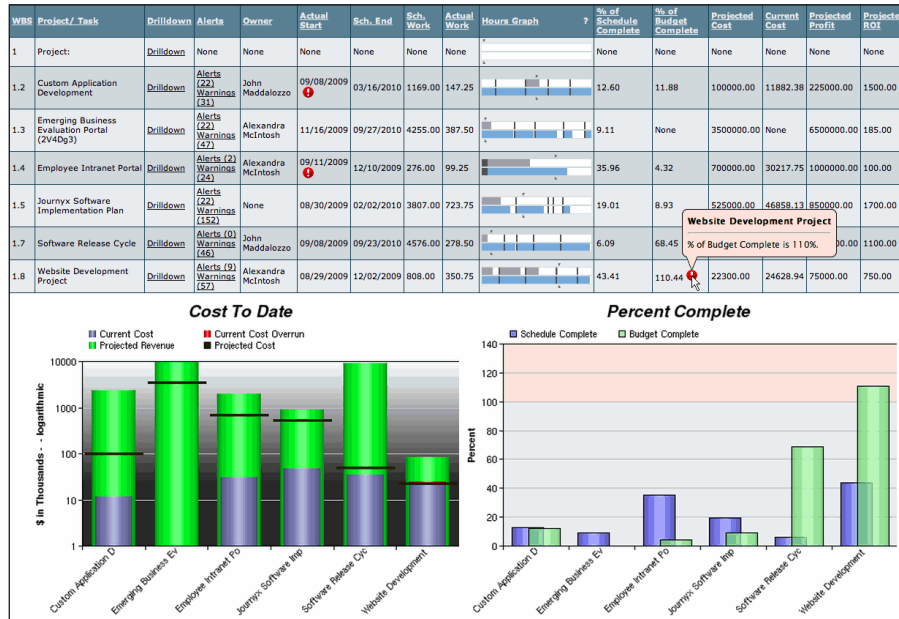 WBS Project/ Task Drilldown Alerts Owner Actual Start Sch. End Sch. Work Actual Work Hours Graph ? % of Schedule Complete % of Budget Complete Projected Cost Current Cost Projected Profit Projecte ROI
1 Project: Drilldown None None None None None None None None None None None None
1.2 Custom Application Development Drilldown Alerts (22) Warnings (31) John Maddalozzo 09/08/2009 03/16/2010 1169.00 147.25 12.60 11.88 100000.00 11882.38 225000.00 1500.00
1.3 Emerging Business Evaluation Portal (2V4Dg3) Drilldown Alerts (22) Warnings (47) Alexandra McIntosh 11/16/2009 09/27/2010 4255.00 387.50 9.11 None 3500000.00 None 6500000.00 185.00
1.4 Employee Intranet Portal Drilldown Alerts (2) Warnings (24) Alexandra McIntosh 09/11/2009 12/10/2009 276.00 99.25 35.96 4.32 700000.00 30217.75 1000000.00 100.00
1.5 Journyx Software Implementation Plan Drilldown Alerts (22) Warnings (152) None 08/30/2009 02/02/2010 3807.00 723.75 19.01 8.93 525000.00 46858.13 850000.00 1700.00
1.7 Software Release Cycle Drilldown Alerts (0) Warnings (46) John Maddalozzo 09/08/2009 09/23/2010 4576.00 278.50 6.09 68.45 1100.00
Website Development Project
% of Budget Complete is 110%.
1.8 Website Development Project Drilldown Alerts (9) Warnings (57) Alexandra McIntosh 08/29/2009 12/02/2009 808.00 350.75 43.41 110.44 22300.00 24628.94 75000.00 750.00
Cost To Date
Current Cost Current Cost Overrun
Projected Revenue Projected Cost
$ in Thousands - - logarithmic
10000
1000
100
10
1
Custom Application D
Emerging Business Ev
Employee Intranet Po
Journyx Software Imp
Software Release Cyc
Website Development
Percent Complete
Schedule Complete Budget Complete
Percent
140
120
100
80
60
40
20
0
Custom Application D
Emerging Business Ev
Employee Intranet Po
Journyx Software Imp
Software Release Cyc
Website Development